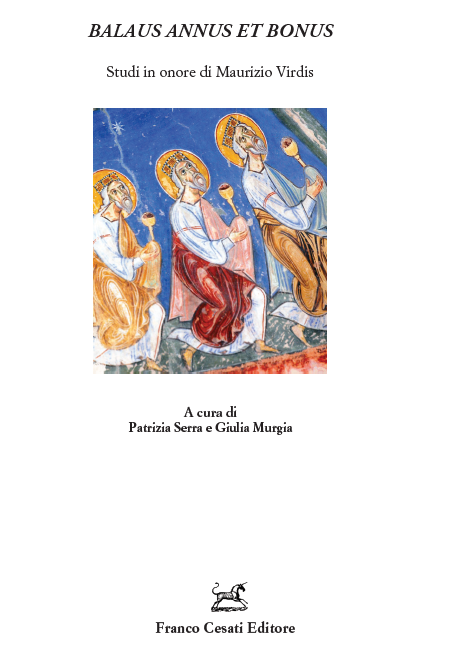 BALAUS ANNUS ET BONUS
Studi in onore di Maurizio Virdis
A cura di
Patrizia Serra e Giulia Murgia
Franco Cesati Editore